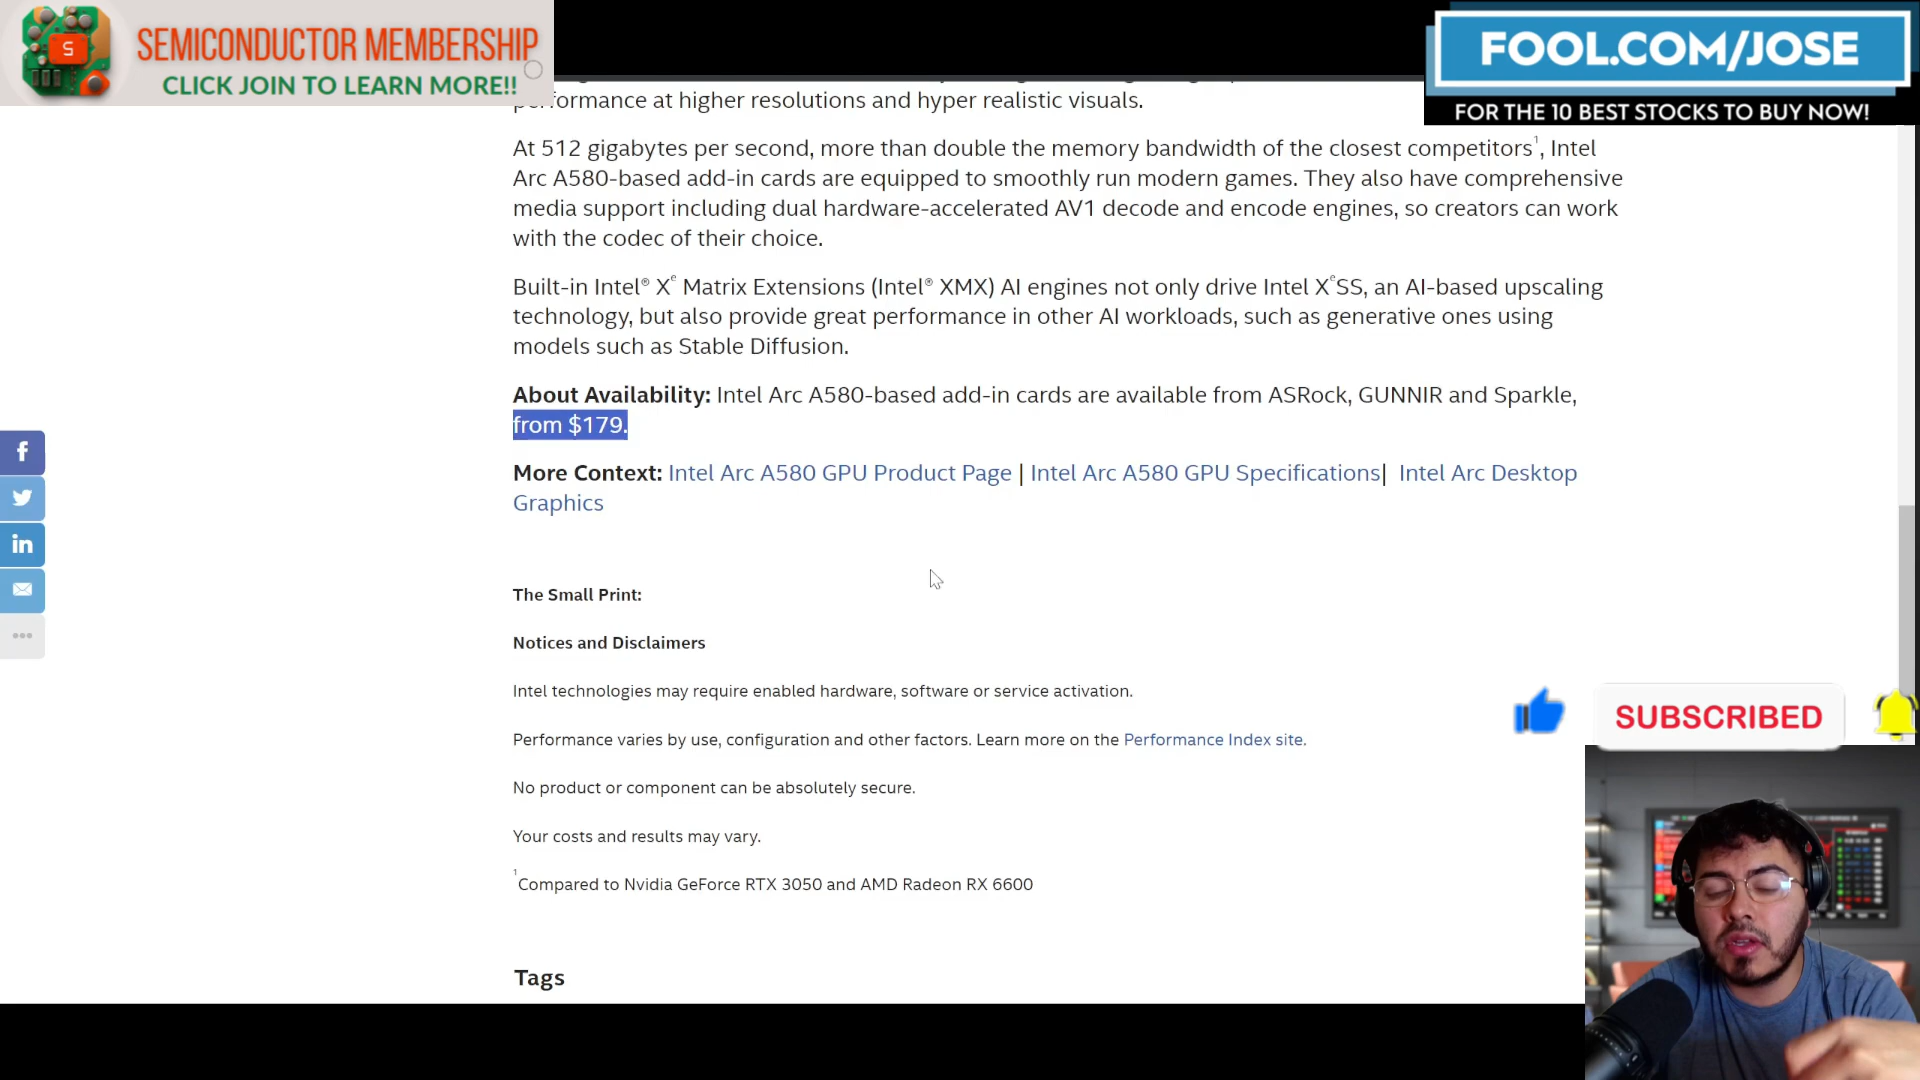 SEMICONDUCTOR MEMBERSHIP
CLICK JOIN TO LEARN MORE!!
FOOL.COM/JOSE
FOR THE 10 BEST STOCKS TO BUY NOW!
performance at higher resolutions and hyper realistic visuals.
At 512 gigabytes per second, more than double the memory bandwidth of the closest competitors¹, Intel
Arc A580-based add-in cards are equipped to smoothly run modern games. They also have comprehensive
media support including dual hardware-accelerated AV1 decode and encode engines, so creators can work
with the codec of their choice.
Built-in Intel® Xᵉ Matrix Extensions (Intel® XMX) AI engines not only drive Intel XᵉSS, an AI-based upscaling
technology, but also provide great performance in other AI workloads, such as generative ones using
models such as Stable Diffusion.
About Availability: Intel Arc A580-based add-in cards are available from ASRock, GUNNIR and Sparkle,
from $179.
More Context: Intel Arc A580 GPU Product Page | Intel Arc A580 GPU Specifications| Intel Arc Desktop
Graphics
The Small Print:
Notices and Disclaimers
Intel technologies may require enabled hardware, software or service activation.
Performance varies by use, configuration and other factors. Learn more on the Performance Index site.
No product or component can be absolutely secure.
Your costs and results may vary.
¹Compared to Nvidia GeForce RTX 3050 and AMD Radeon RX 6600
Tags
SUBSCRIBED